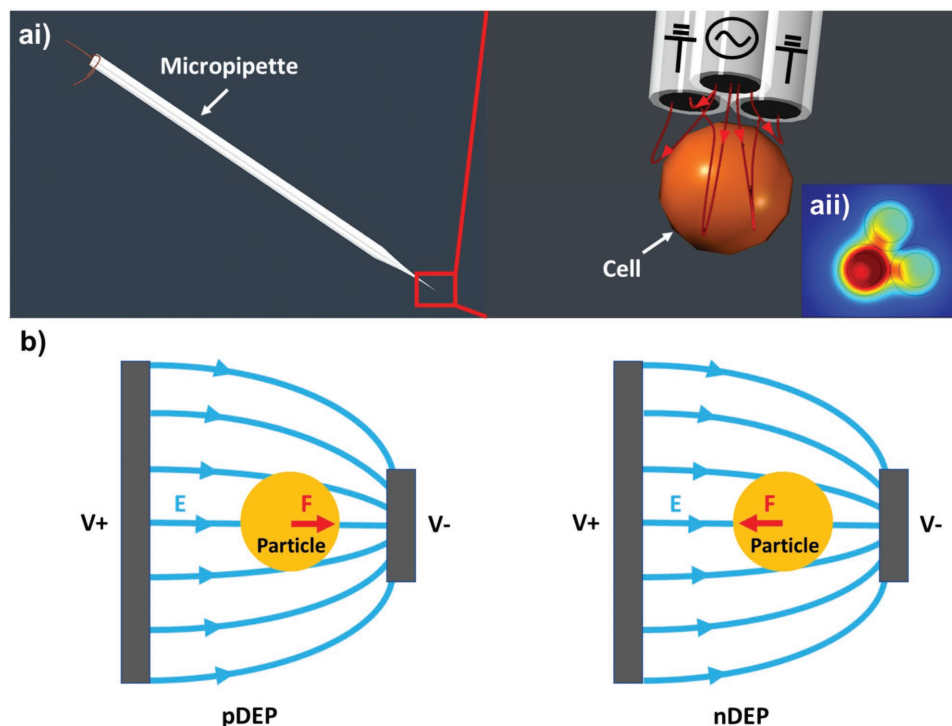 ai)
Micropipette
Cell
aii)
b)
V+
E
F
Particle
V-
pDEP
V+
E
F
Particle
V-
nDEP